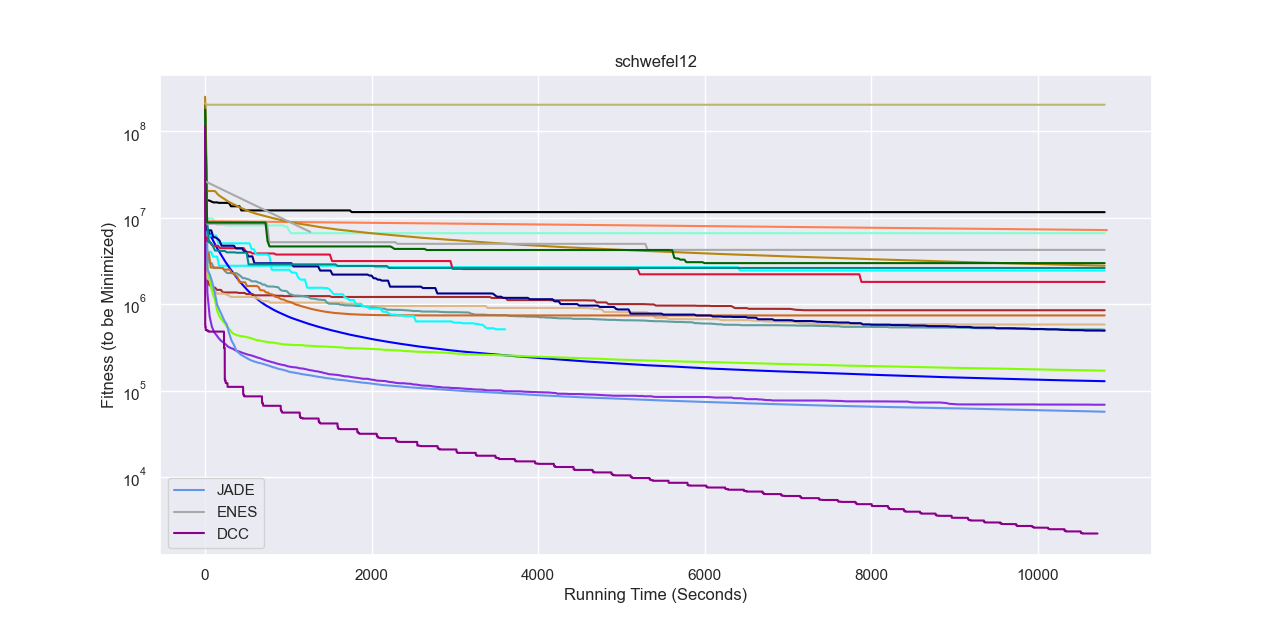 schwefel12
Fitness (to be Minimized)
10^8
10^7
10^6
10^5
10^4
JADE
ENES
DCC
0 2000 4000 6000 8000 10000
Running Time (Seconds)